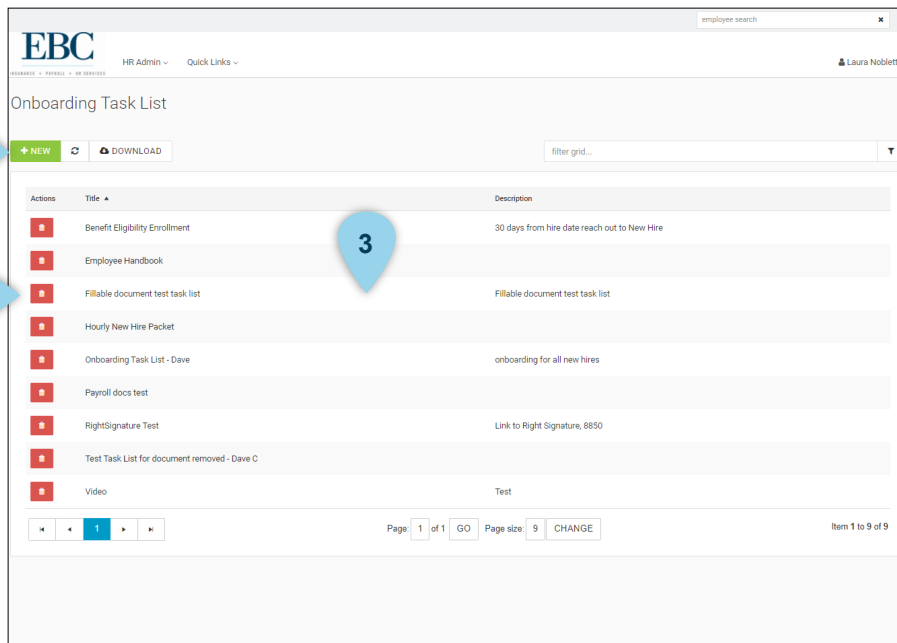 employee search
EBC
INSURANCE • PAYROLL • HR SERVICES
HR Admin
Quick Links
Laura Noblett
Onboarding Task List
NEW
DOWNLOAD
filter grid...
Actions Title Description
Benefit Eligibility Enrollment 30 days from hire date reach out to New Hire
3
Employee Handbook
Fillable document test task list Fillable document test task list
Hourly New Hire Packet
Onboarding Task List - Dave onboarding for all new hires
Payroll docs test
RightSignature Test Link to Right Signature, 8850
Test Task List for document removed - Dave C
Video Test
1 Page: 1 of 1 GO Page size: 9 CHANGE Item 1 to 9 of 9